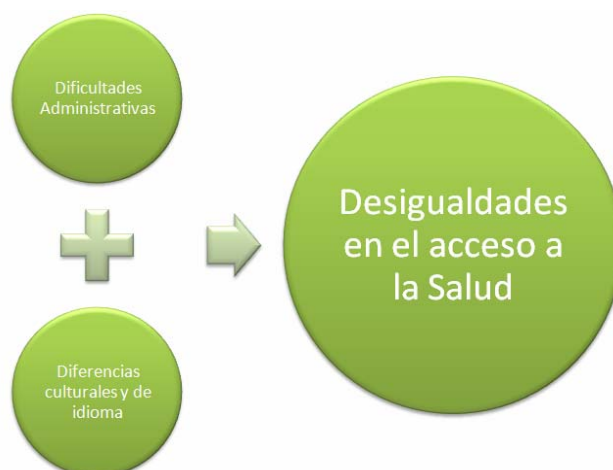 Dificultades
Administrativas
Diferencias
culturales y de
idioma
Desigualdades
en el acceso a
la Salud